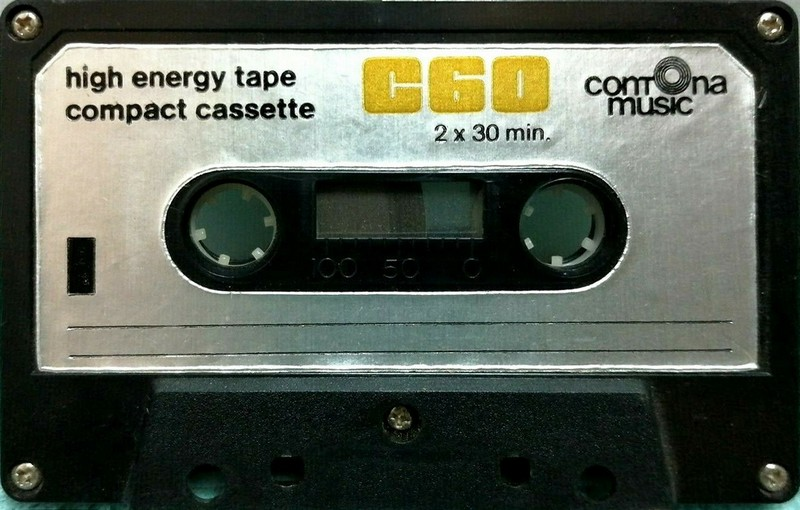 high energy tape
compact cassette
C60
2 x 30 min.
contOna
music
100 50 0